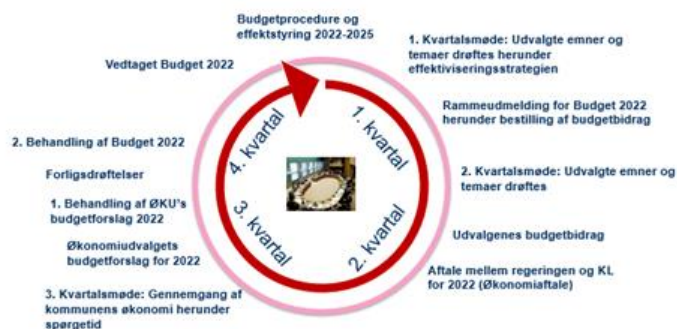 Budgetprocedure og
effektstyring 2022-2025
1. Kvartalsmøde: Udvalgte emner og
temaer drøftes herunder
effektiviseringsstrategien
Rammeudmelding for Budget 2022
herunder bestilling af budgetbidrag
2. Kvartalsmøde: Udvalgte emner og
temaer drøftes
Udvalgenes budgetbidrag
Aftale mellem regeringen og KL
for 2022 (Økonomiaftale)
3. Kvartalsmøde: Gennemgang af
kommunens økonomi herunder
spørgetid
Økonomiudvalgets
budgetforslag for 2022
1. Behandling af ØKU's
budgetforslag 2022
Forligsdrøftelser
2. Behandling af Budget 2022
Vedtaget Budget 2022
1. kvartal
2. kvartal
3. kvartal
4. kvartal